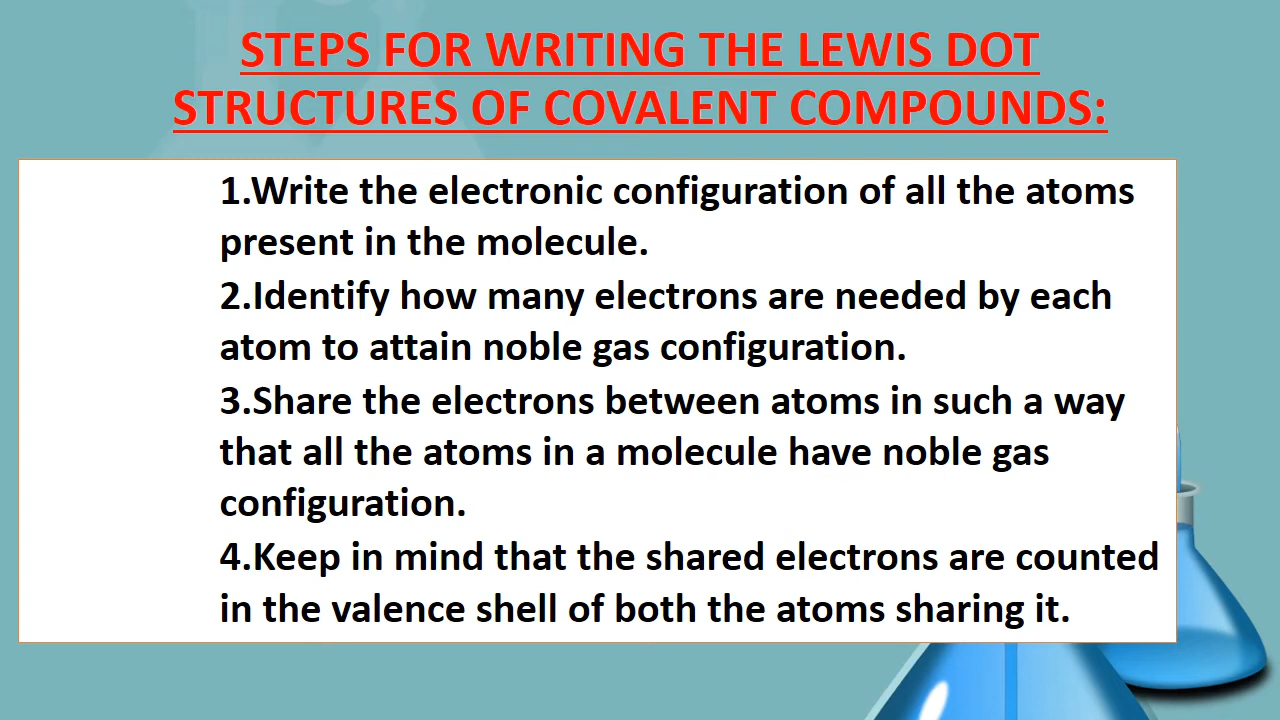 STEPS FOR WRITING THE LEWIS DOT
STRUCTURES OF COVALENT COMPOUNDS:
1.Write the electronic configuration of all the atoms
present in the molecule.
2.Identify how many electrons are needed by each
atom to attain noble gas configuration.
3.Share the electrons between atoms in such a way
that all the atoms in a molecule have noble gas
configuration.
4.Keep in mind that the shared electrons are counted
in the valence shell of both the atoms sharing it.